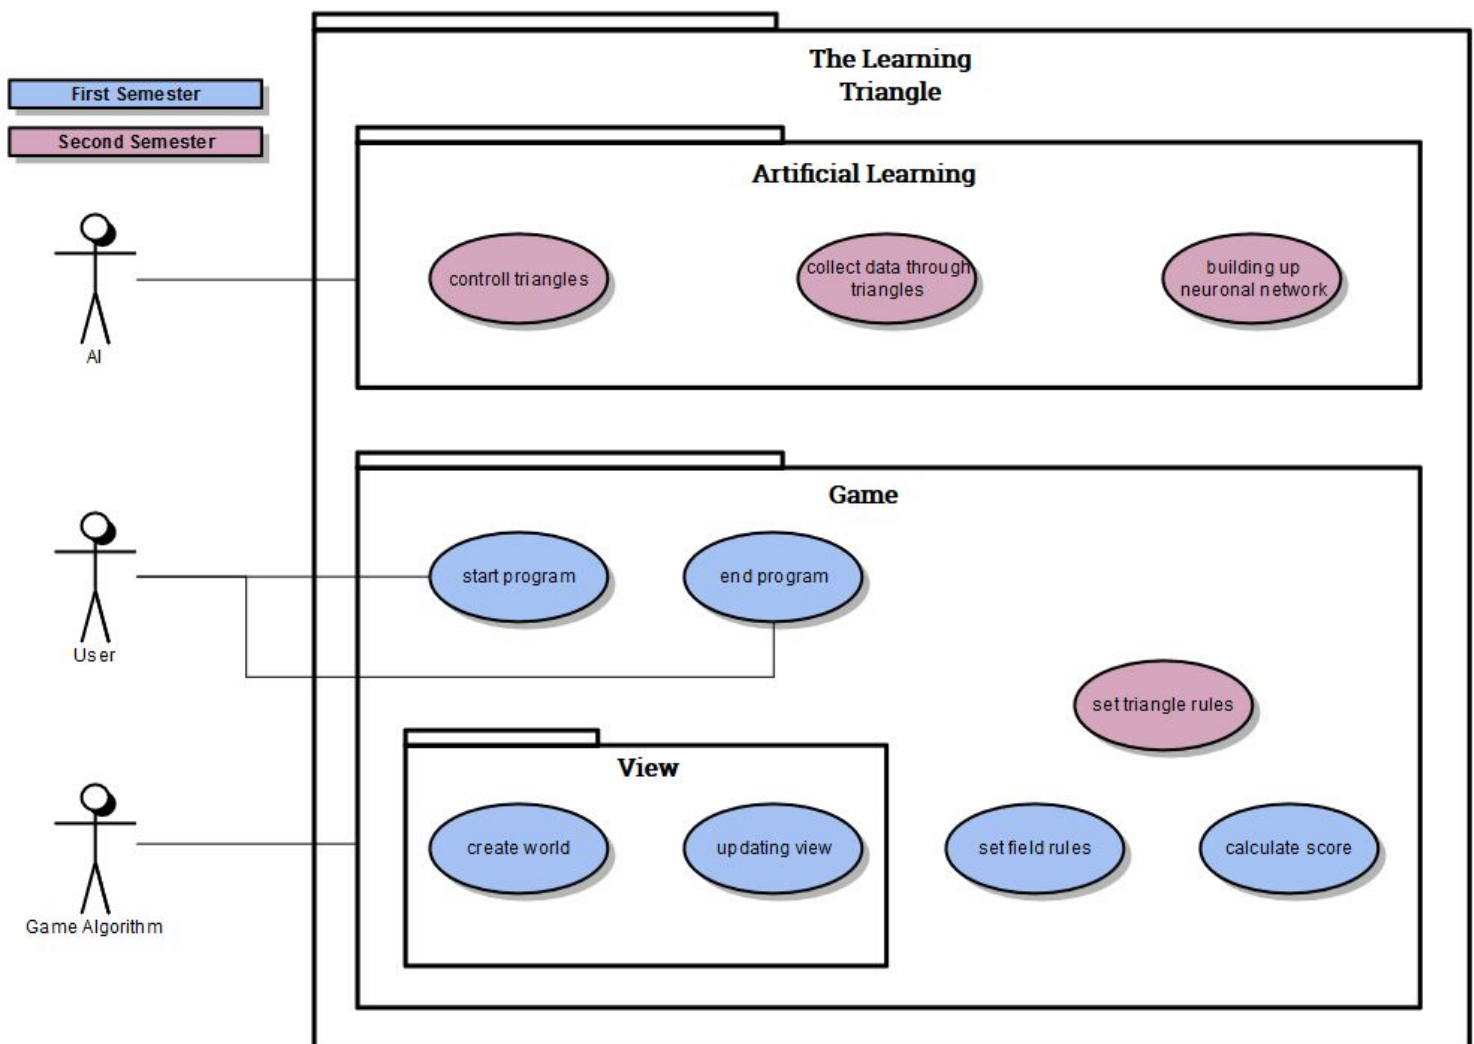 The Learning
Triangle
First Semester
Second Semester
Artificial Learning
controll triangles
collect data through
triangles
building up
neuronal network
AI
Game
start program
end program
User
set triangle rules
View
create world
updating view
set field rules
calculate score
Game Algorithm